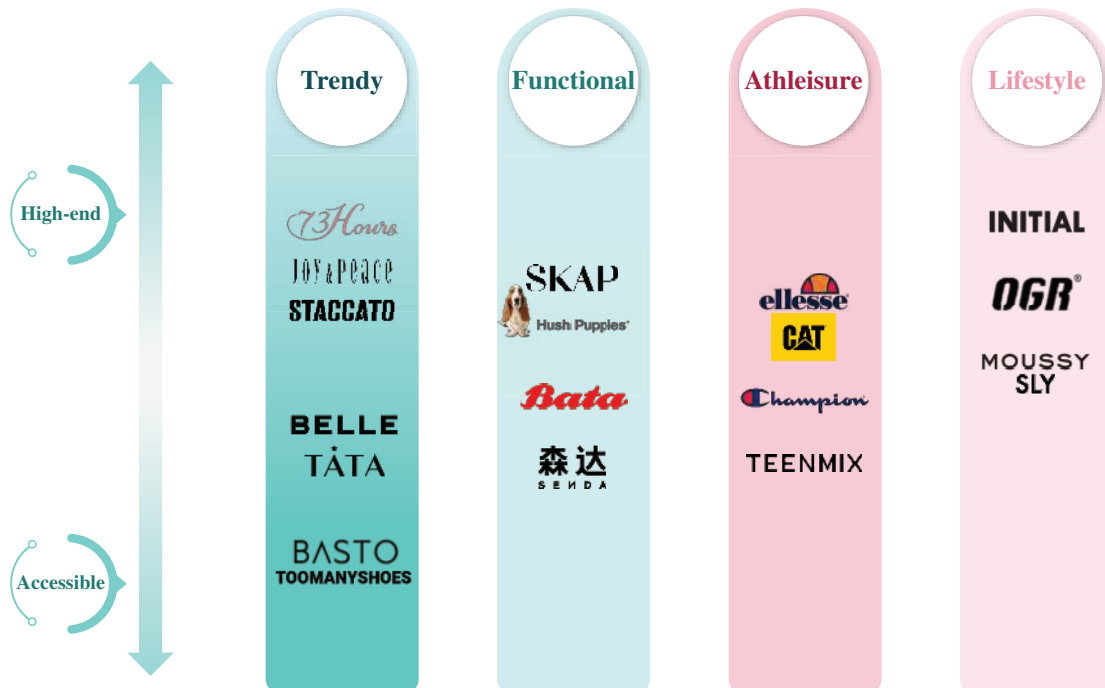 Trendy
Functional
Athleisure
Lifestyle
High-end
Accessible
73Hours
JOY&PEACE
STACCATO
BELLE
TATA
BASTO
TOOMANYSHOES
SKAP
Hush Puppies
Bata
森达
SENDA
ellesse
CAT
Champion
TEENMIX
INITIAL
OGR®
MOUSSY
SLY